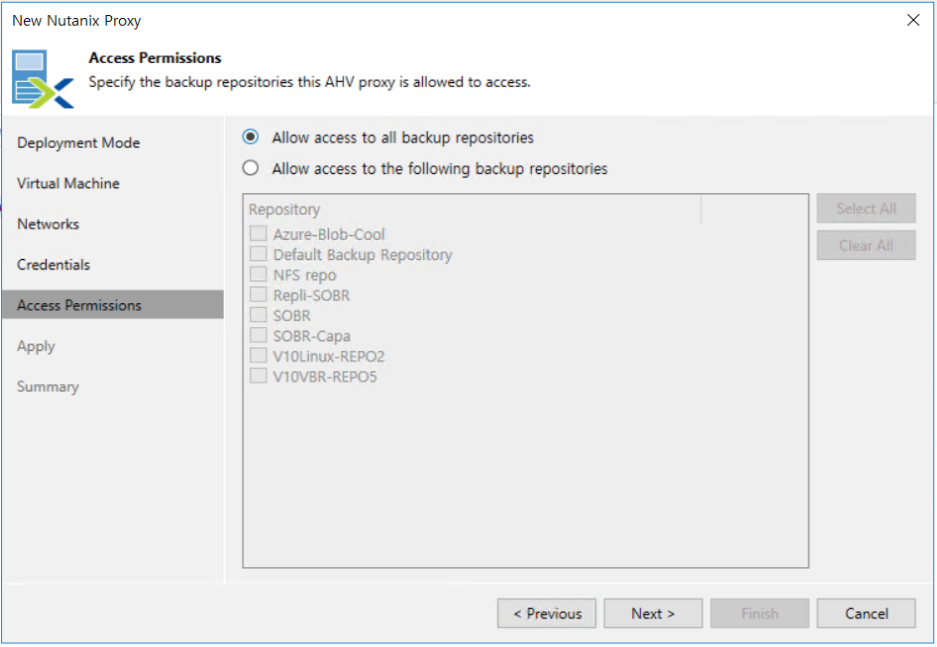 New Nutanix Proxy
Access Permissions
Specify the backup repositories this AHV proxy is allowed to access.
Deployment Mode
Virtual Machine
Networks
Credentials
Access Permissions
Apply
Summary
Allow access to all backup repositories
Allow access to the following backup repositories
Repository
Azure-Blob-Cool
Default Backup Repository
NFS repo
Repli-SOBR
SOBR
SOBR-Capa
V10Linux-REPO2
V10VBR-REPO5
Select All
Clear All
< Previous
Next >
Finish
Cancel